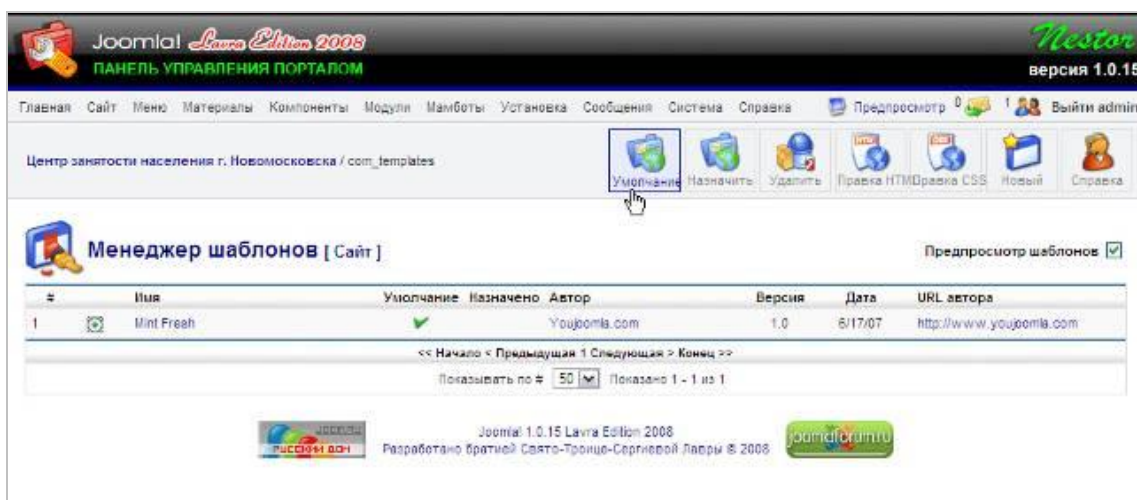 Joomla! Lavra Edition 2008
Nestor
ПАНЕЛЬ УПРАВЛЕНИЯ ПОРТАЛОМ
версия 1.0.15
Главная Сайт Меню Материалы Компоненты Модули Мамботы Установка Сообщения Система Справка Предпросмотр 0 1 Выйти admin
Центр занятости населения г. Новомосковска / com_templates
Умолчание Назначить Удалить Правка HTML Правка CSS Новый Справка
Менеджер шаблонов [ Сайт ]
Предпросмотр шаблонов
# Имя Умолчание Назначено Автор Версия Дата URL автора
1 Mint Fresh Youjoomla.com 1.0 6/17/07 http://www.youjoomla.com
<< Начало < Предыдущая 1 Следующая > Конец >>
Показывать по # 50 Показано 1 - 1 из 1
Joomla! 1.0.15 Lavra Edition 2008
Разработано братией Свято-Троице-Сергиевой Лавры © 2008
РУССКИЙ ДОМ
joomlaforum.ru